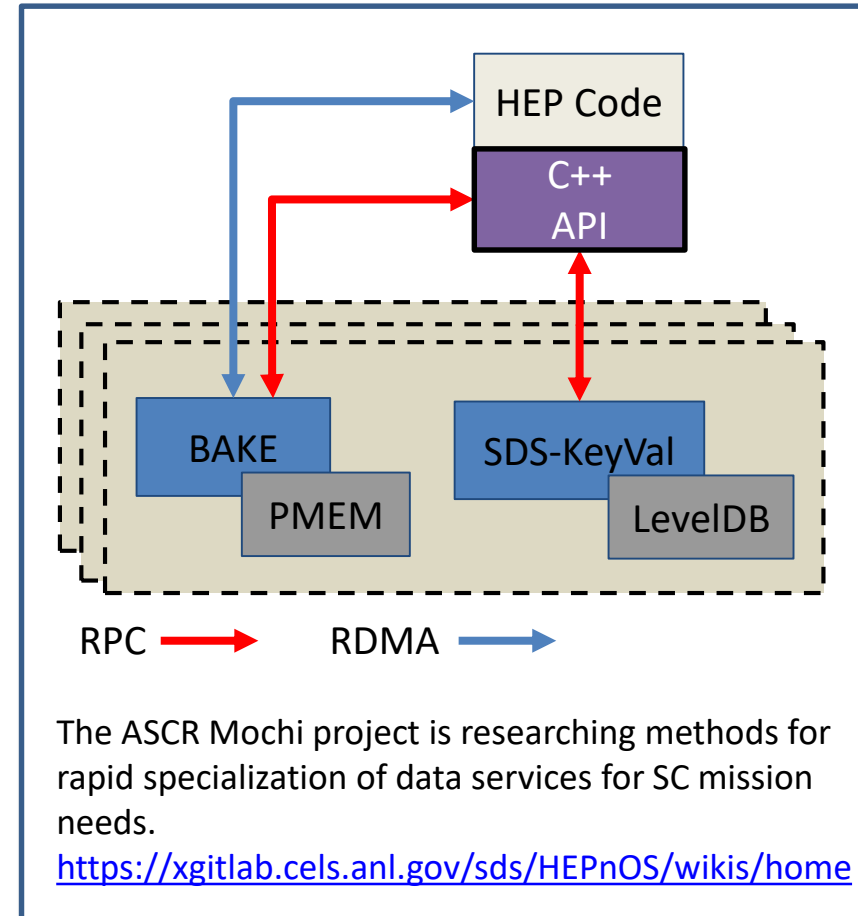 HEP Code
C++
API
BAKE
SDS-KeyVal
PMEM
LevelDB
RPC RDMA
The ASCR Mochi project is researching methods for
rapid specialization of data services for SC mission
needs.
https://xgitlab.cels.anl.gov/sds/HEPnOS/wikis/home